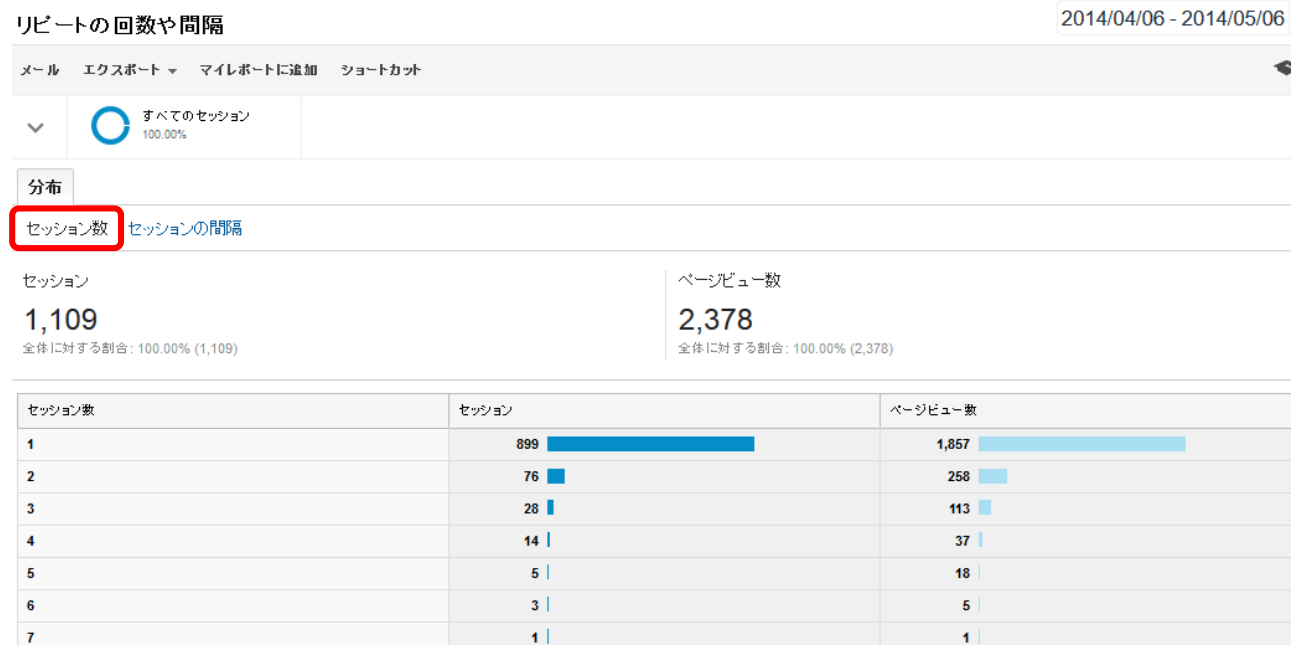 リピートの回数や間隔
2014/04/06 - 2014/05/06
メール エクスポート マイレポートに追加 ショートカット
すべてのセッション
100.00%
分布
セッション数 セッションの間隔
セッション ページビュー数
1,109 2,378
全体に対する割合: 100.00% (1,109) 全体に対する割合: 100.00% (2,378)
セッション数 セッション ページビュー数
1 899 1,857
2 76 258
3 28 113
4 14 37
5 5 18
6 3 5
7 1 1